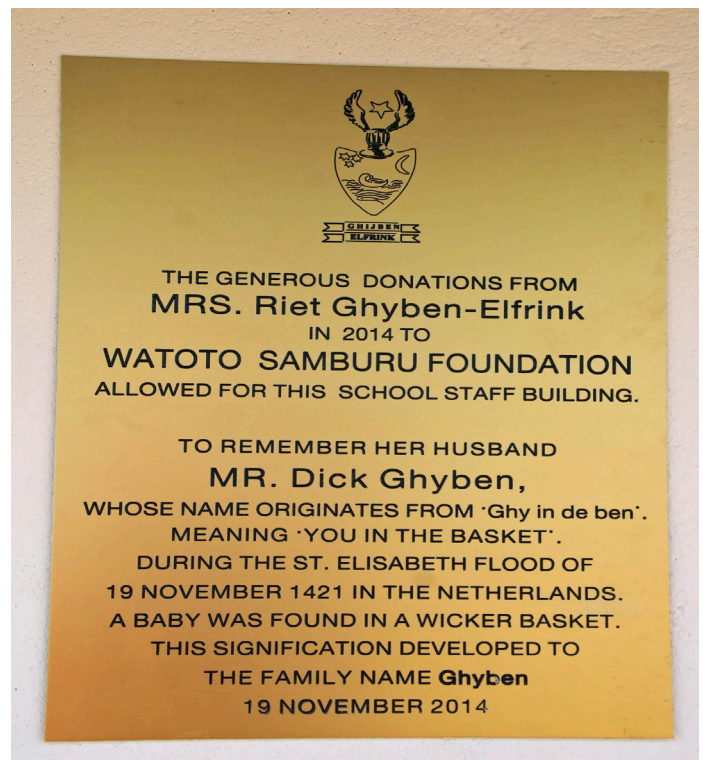 GHIJBEN
ELFRINK
THE GENEROUS DONATIONS FROM
MRS. Riet Ghyben-Elfrink
IN 2014 TO
WATOTO SAMBURU FOUNDATION
ALLOWED FOR THIS SCHOOL STAFF BUILDING.
TO REMEMBER HER HUSBAND
MR. Dick Ghyben,
WHOSE NAME ORIGINATES FROM 'Ghy in de ben'.
MEANING 'YOU IN THE BASKET'.
DURING THE ST. ELISABETH FLOOD OF
19 NOVEMBER 1421 IN THE NETHERLANDS.
A BABY WAS FOUND IN A WICKER BASKET.
THIS SIGNIFICATION DEVELOPED TO
THE FAMILY NAME Ghyben
19 NOVEMBER 2014